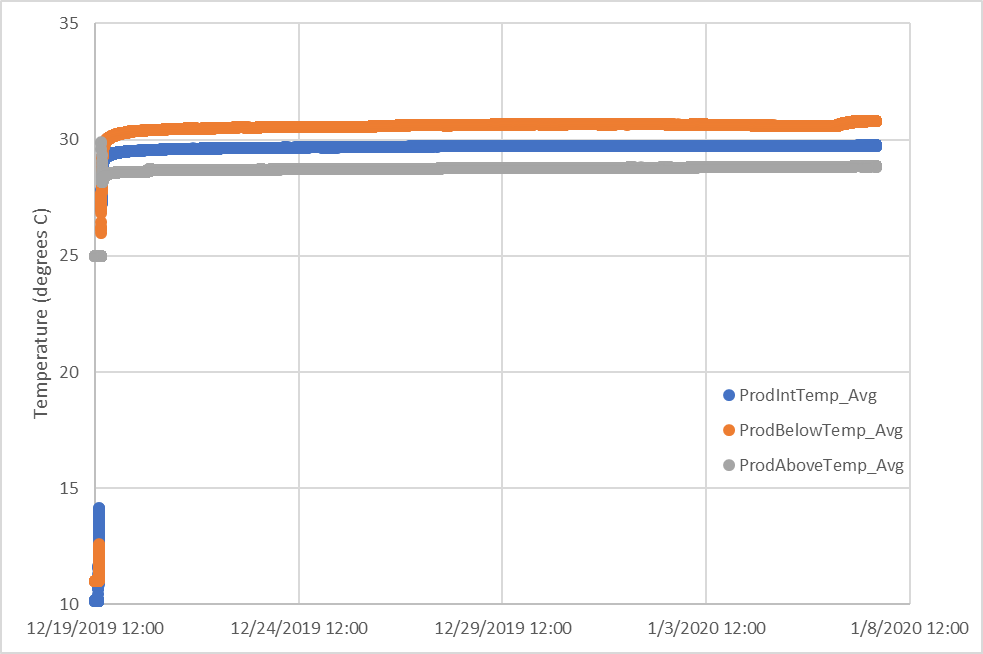 35
30
25
20
15
10
Temperature (degrees C)
ProdIntTemp_Avg
ProdBelowTemp_Avg
ProdAboveTemp_Avg
12/19/2019 12:00 12/24/2019 12:00 12/29/2019 12:00 1/3/2020 12:00 1/8/2020 12:00